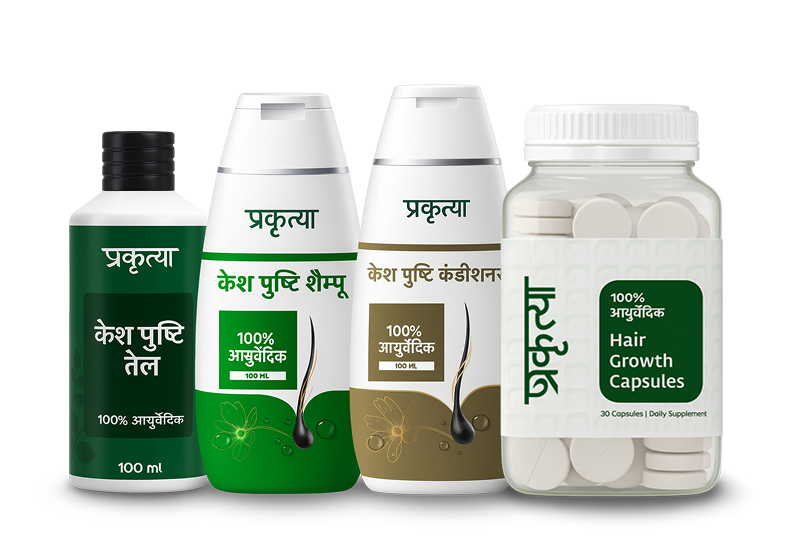 प्रकृत्या
केश पुष्टि
तेल
100% आयुर्वेदिक
100 ml
प्रकृत्या
केश पुष्टि शैम्पू
100%
आयुर्वेदिक
100 ML
प्रकृत्या
केश पुष्टि कंडीशनर
100%
आयुर्वेदिक
100 ML
प्रकृत्या
100%
आयुर्वेदिक
Hair
Growth
Capsules
30 Capsules | Daily Supplement